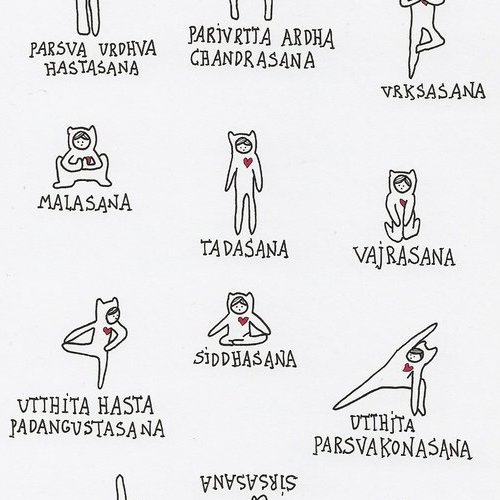 PARSVA URDHVA
HASTASANA
PARIVRTTA ARDHA
CHANDRASANA
VRKSASANA
MALASANA
TADASANA
VAJRASANA
SIDDHASANA
UTTHITA HASTA
PADANGUSTASANA
UTTHITA
PARSVAKONASANA
SIRSASANA